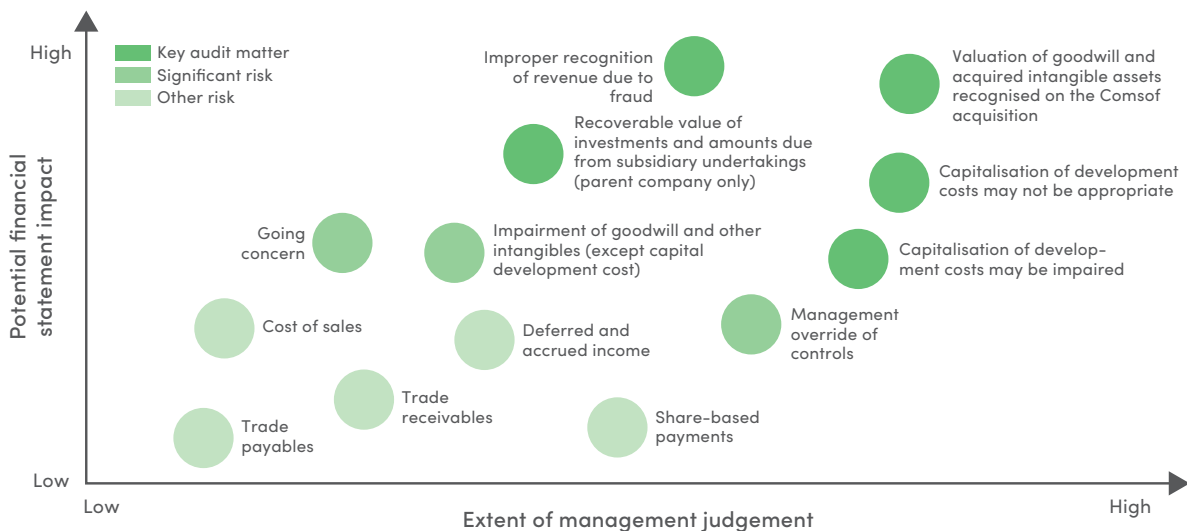 High
Key audit matter
Significant risk
Other risk
Improper recognition
of revenue due to
fraud
Valuation of goodwill and
acquired intangible assets
recognised on the Comsof
acquisition
Recoverable value of
investments and amounts due
from subsidiary undertakings
(parent company only)
Capitalisation of development
costs may not be appropriate
Going
concern
Impairment of goodwill and other
intangibles (except capital
development cost)
Capitalisation of develop-
ment costs may be impaired
Cost of sales
Deferred and
accrued income
Management
override of
controls
Trade
receivables
Trade
payables
Share-based
payments
Potential financial
statement impact
Low
Low
High
Extent of management judgement